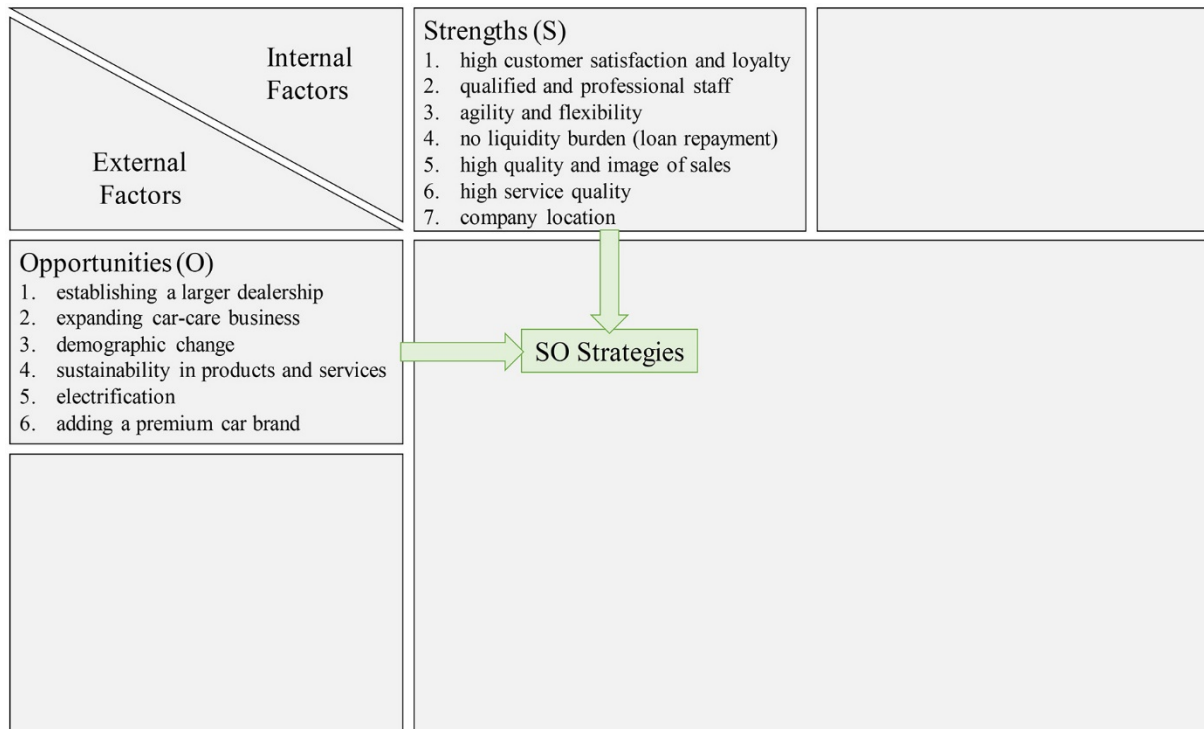 Internal
Factors
External
Factors
Strengths (S)
1. high customer satisfaction and loyalty
2. qualified and professional staff
3. agility and flexibility
4. no liquidity burden (loan repayment)
5. high quality and image of sales
6. high service quality
7. company location
Opportunities (O)
1. establishing a larger dealership
2. expanding car-care business
3. demographic change
4. sustainability in products and services
5. electrification
6. adding a premium car brand
SO Strategies